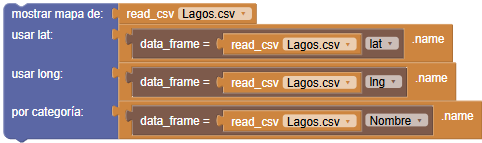 mostrar mapa de: read_csv Lagos.csv
usar lat: data_frame = read_csv Lagos.csv lat .name
usar long: data_frame = read_csv Lagos.csv lng .name
por categoría: data_frame = read_csv Lagos.csv Nombre .name